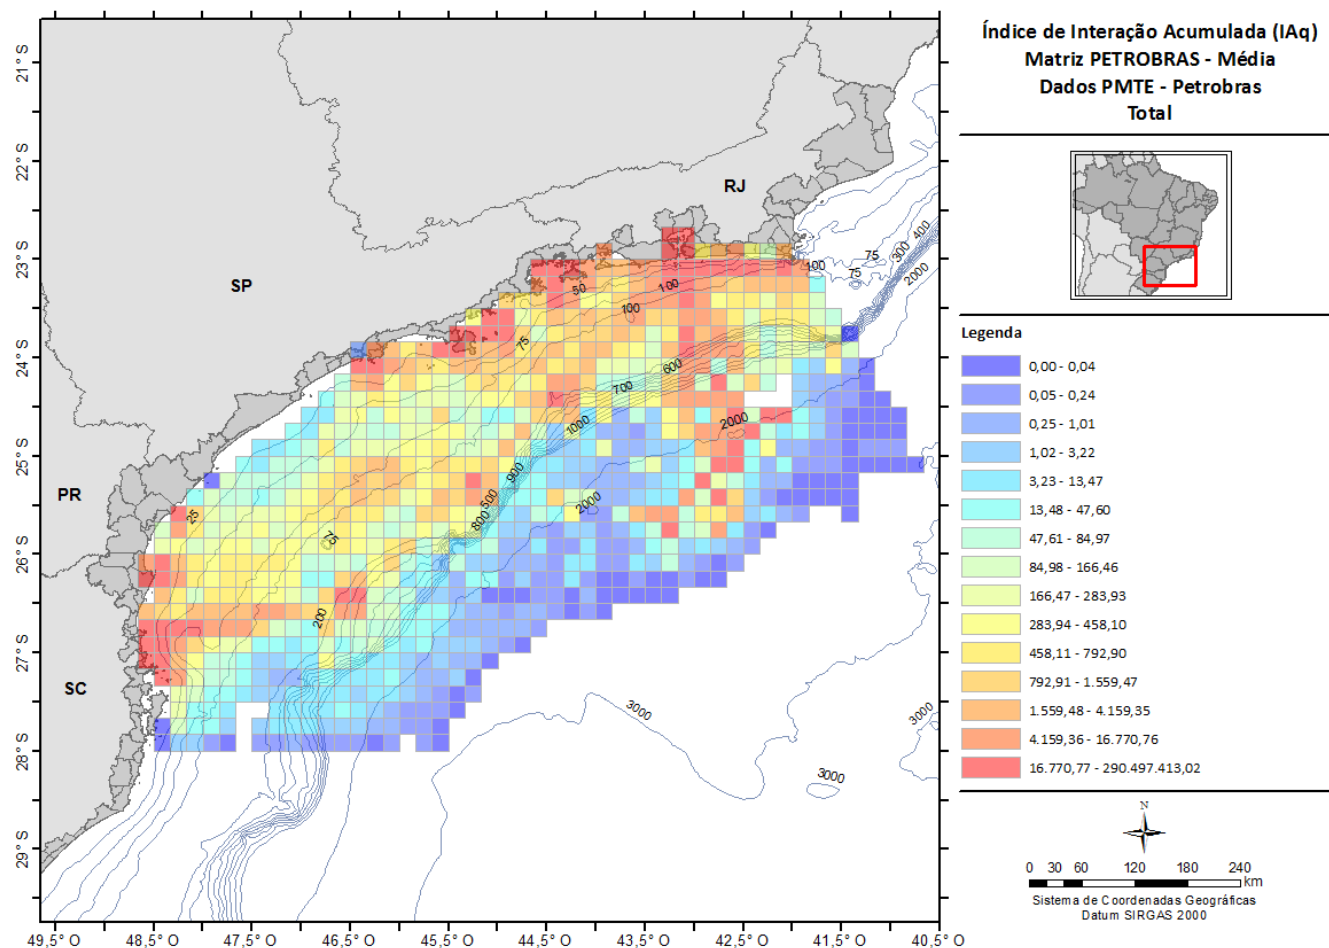 Índice de Interação Acumulada (IAq)
Matriz PETROBRAS - Média
Dados PMTE - Petrobras
Total
21° S
22° S
23° S
24° S
25° S
26° S
27° S
28° S
29° S
RJ
SP
PR
SC
75
75
100
300
400
2000
50
100
100
75
600
700
1000
2000
900
500
800
2000
25
75
200
3000
3000
3000
49,5° O
48,5° O
47,5° O
46,5° O
45,5° O
44,5° O
43,5° O
42,5° O
41,5° O
40,5° O
Legenda
0,00 - 0,04
0,05 - 0,24
0,25 - 1,01
1,02 - 3,22
3,23 - 13,47
13,48 - 47,60
47,61 - 84,97
84,98 - 166,46
166,47 - 283,93
283,94 - 458,10
458,11 - 792,90
792,91 - 1.559,47
1.559,48 - 4.159,35
4.159,36 - 16.770,76
16.770,77 - 290.497.413,02
N
0 30 60 120 180 240
km
Sistema de Coordenadas Geográficas
Datum SIRGAS 2000